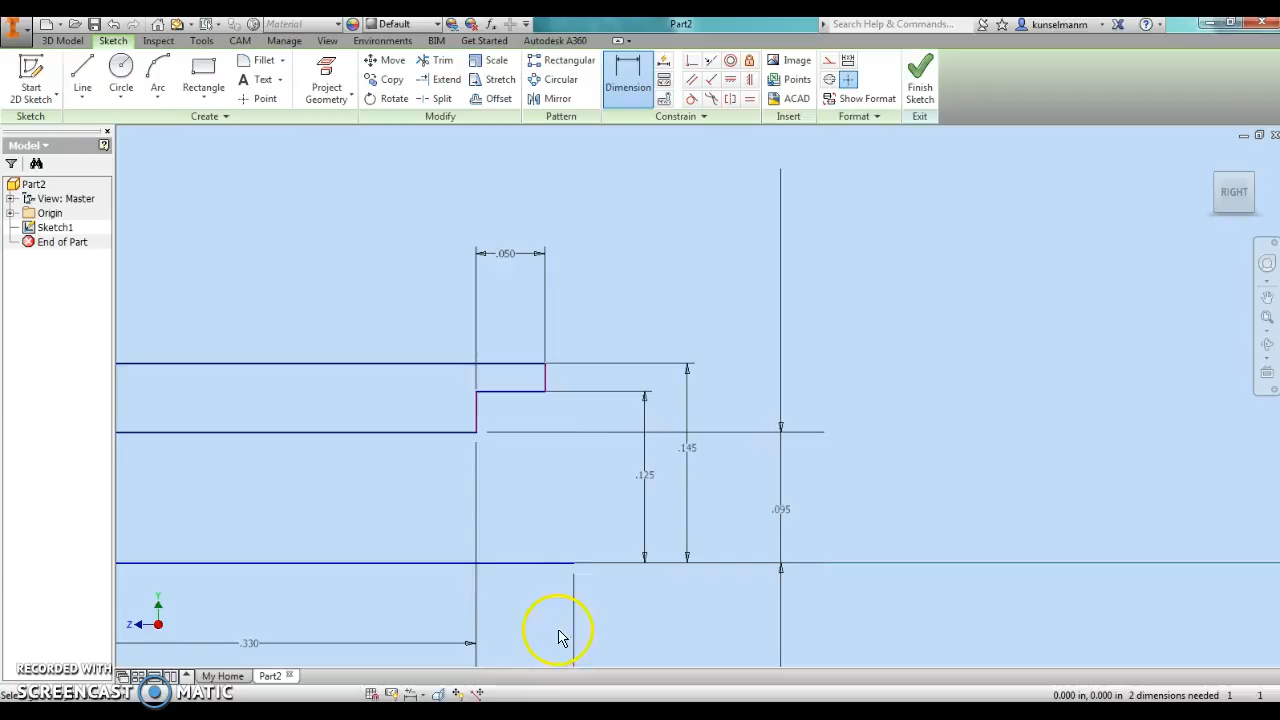 Material
Default
Part2
Search Help & Commands...
kunselmann
3D Model
Sketch
Inspect
Tools
CAM
Manage
View
Environments
BIM
Get Started
Autodesk A360
Start
2D Sketch
Line
Circle
Arc
Rectangle
Fillet
Text
Point
Project
Geometry
Move
Copy
Rotate
Trim
Extend
Split
Scale
Stretch
Offset
Rectangular
Circular
Mirror
Dimension
Image
Points
ACAD
Show Format
Finish
Sketch
Sketch
Create
Modify
Pattern
Constrain
Insert
Format
Exit
Model
Part2
View: Master
Origin
Sketch1
End of Part
RIGHT
.050
.145
.125
.095
.330
Y
Z
My Home
Part2
RECORDED WITH
SCREENCAST MATIC
0.000 in, 0.000 in 2 dimensions needed 1 1